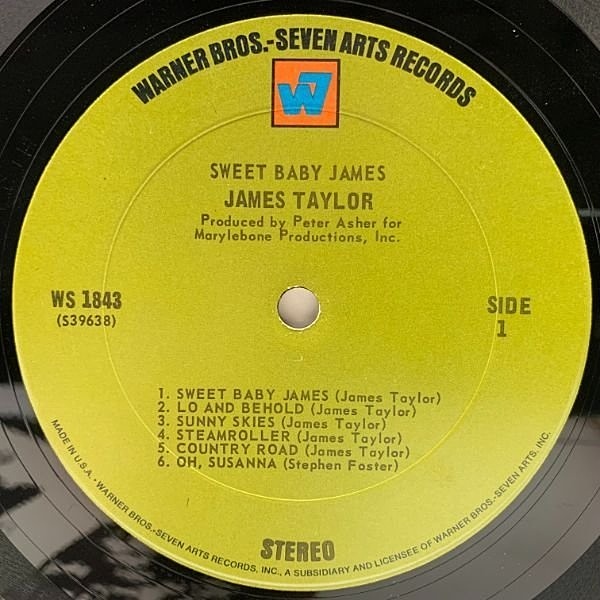 WARNER BROS.-SEVEN ARTS RECORDS
W7
SWEET BABY JAMES
JAMES TAYLOR
Produced by Peter Asher for
Marylebone Productions, Inc.
WS 1843
(S39638)
SIDE
1
1. SWEET BABY JAMES (James Taylor)
2. LO AND BEHOLD (James Taylor)
3. SUNNY SKIES (James Taylor)
4. STEAMROLLER (James Taylor)
5. COUNTRY ROAD (James Taylor)
6. OH, SUSANNA (Stephen Foster)
STEREO
MADE IN U.S.A. • WARNER BROS.-SEVEN ARTS RECORDS, INC., A SUBSIDIARY AND LICENSEE OF WARNER BROS.-SEVEN ARTS, INC.